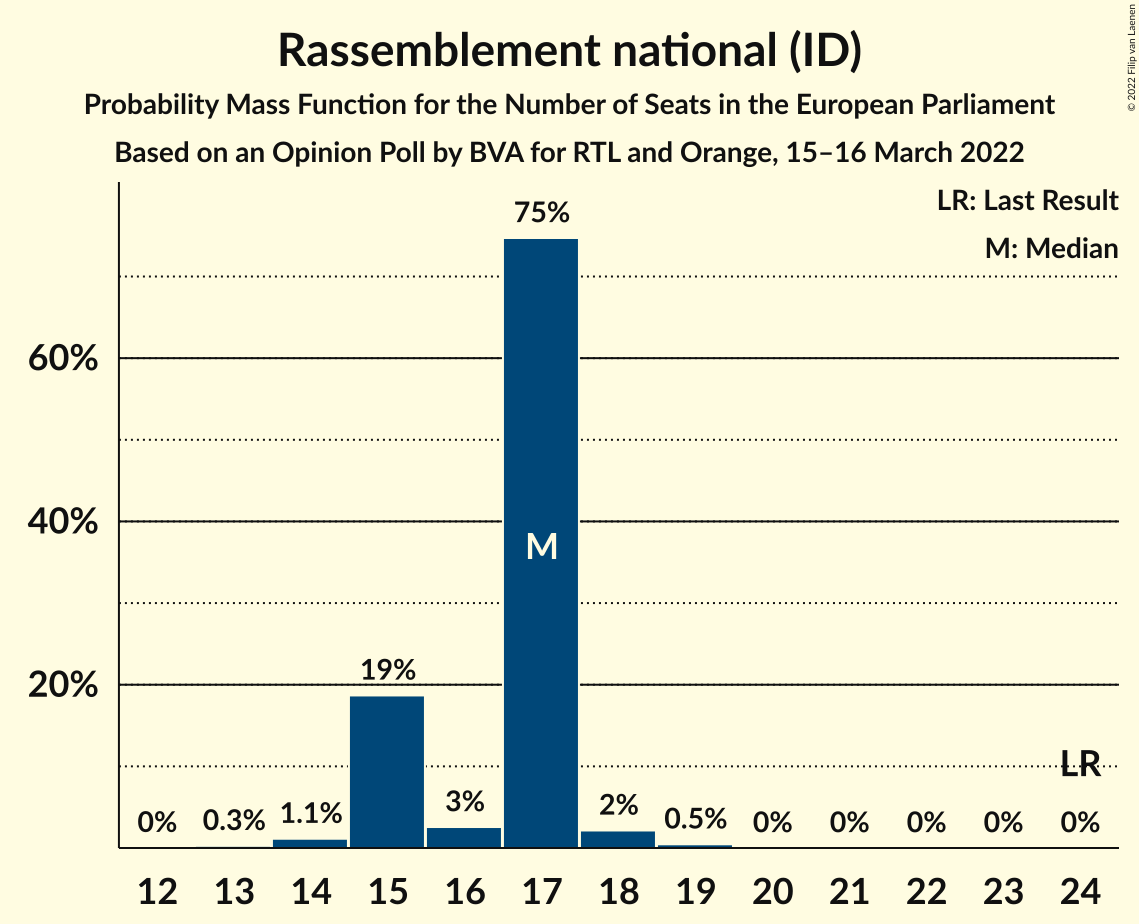 Rassemblement national (ID)
Probability Mass Function for the Number of Seats in the European Parliament
Based on an Opinion Poll by BVA for RTL and Orange, 15–16 March 2022
© 2022 Filip van Laenen
LR: Last Result
M: Median
75%
60%
40%
M
19%
20%
LR
0% 0.3% 1.1% 3% 2% 0.5% 0% 0% 0% 0% 0%
12 13 14 15 16 17 18 19 20 21 22 23 24